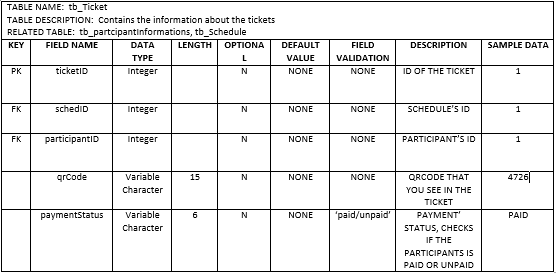 TABLE NAME: tb_Ticket
TABLE DESCRIPTION: Contains the information about the tickets
RELATED TABLE: tb_partcipantInformations, tb_Schedule
KEY FIELD NAME DATA TYPE LENGTH OPTIONA L DEFAULT VALUE FIELD VALIDATION DESCRIPTION SAMPLE DATA
PK ticketID Integer N NONE NONE ID OF THE TICKET 1
FK schedID Integer N NONE NONE SCHEDULE'S ID 1
FK participantID Integer N NONE NONE PARTICIPANT'S ID 1
qrCode Variable Character 15 N NONE NONE QRCODE THAT YOU SEE IN THE TICKET 4726
paymentStatus Variable Character 6 N NONE 'paid/unpaid' PAYMENT' STATUS, CHECKS IF THE PARTICIPANTS IS PAID OR UNPAID PAID